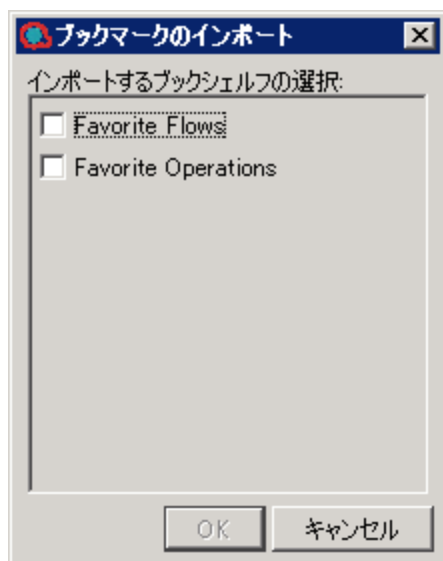 ブックマークのインポート
インポートするブックシェルフの選択:
Favorite Flows
Favorite Operations
OK
キャンセル